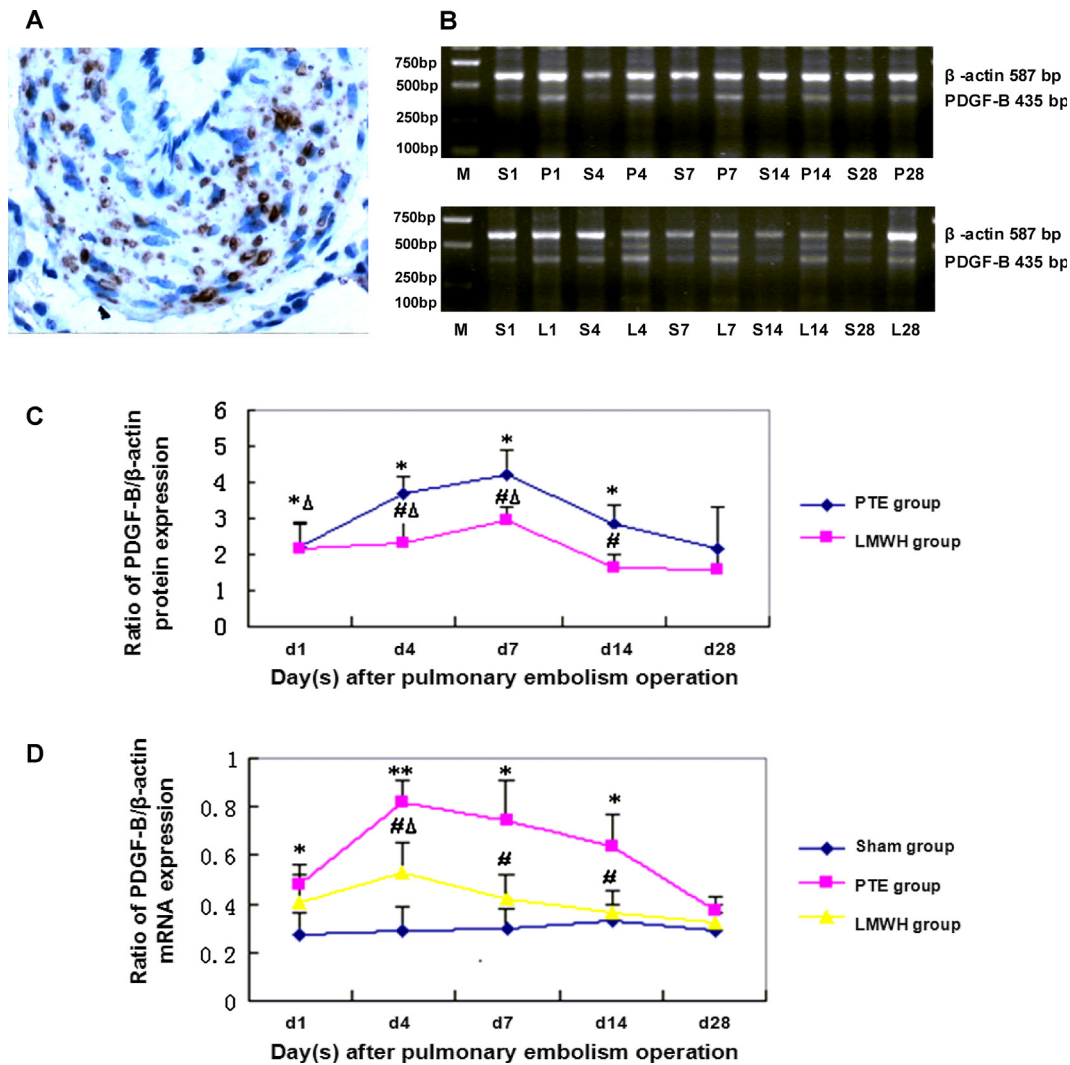 A
B
750bp
500bp
250bp
100bp
β -actin 587 bp
PDGF-B 435 bp
M S1 P1 S4 P4 S7 P7 S14 P14 S28 P28
750bp
500bp
250bp
100bp
β -actin 587 bp
PDGF-B 435 bp
M S1 L1 S4 L4 S7 L7 S14 L14 S28 L28
C
Ratio of PDGF-B/β-actin
protein expression
6
5
4
3
2
1
0
*Δ
*
#Δ
*
#Δ
*
#
d1 d4 d7 d14 d28
Day(s) after pulmonary embolism operation
PTE group
LMWH group
D
Ratio of PDGF-B/β-actin
mRNA expression
1
0.8
0.6
0.4
0.2
0
*
**
#Δ
*
#
*
#
d1 d4 d7 d14 d28
Day(s) after pulmonary embolism operation
Sham group
PTE group
LMWH group